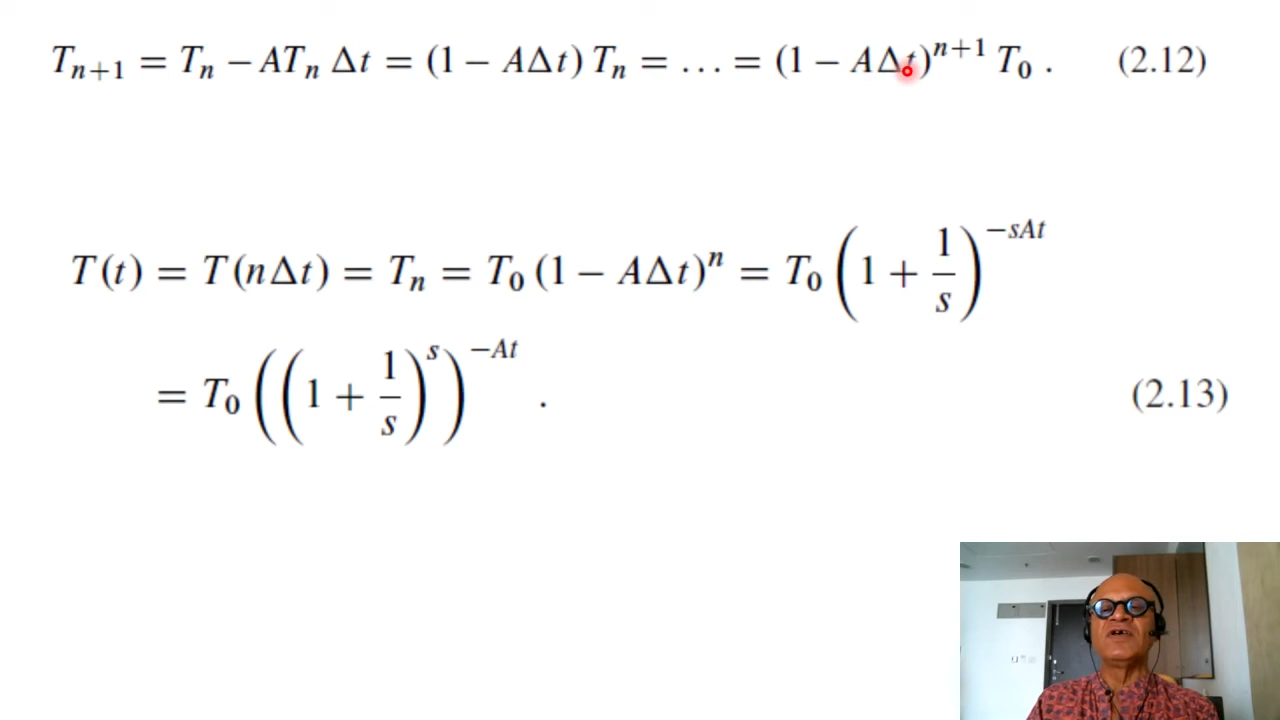 T_{n+1} = T_n − AT_n Δt = (1 − AΔt) T_n = … = (1 − AΔt)^{n+1} T_0 . (2.12)
T(t) = T(nΔt) = T_n = T_0 (1 − AΔt)^n = T_0 (1 + 1/s)^{−sAt}
= T_0 ((1 + 1/s)^s)^{−At} . (2.13)